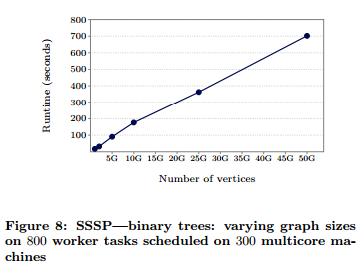 800
700
600
500
400
300
200
100
Runtime (seconds)
5G 10G 15G 20G 25G 30G 35G 40G 45G 50G
Number of vertices
Figure 8: SSSP—binary trees: varying graph sizes
on 800 worker tasks scheduled on 300 multicore ma-
chines